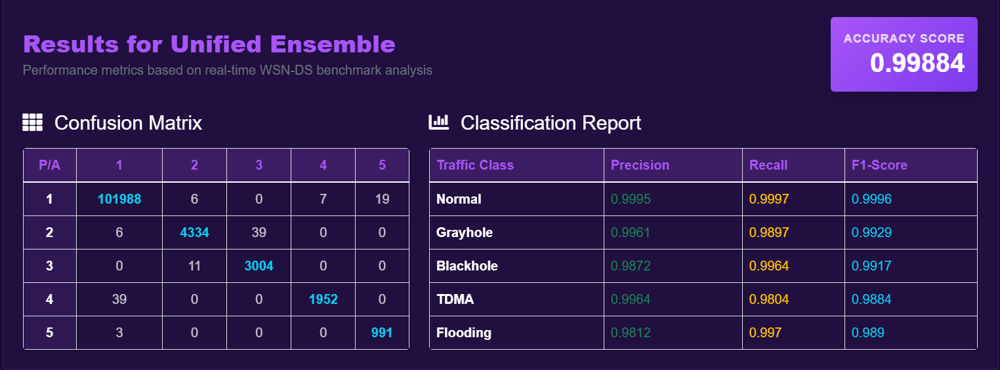 Results for Unified Ensemble
Performance metrics based on real-time WSN-DS benchmark analysis
ACCURACY SCORE
0.99884
Confusion Matrix
P/A 1 2 3 4 5
1 101988 6 0 7 19
2 6 4334 39 0 0
3 0 11 3004 0 0
4 39 0 0 1952 0
5 3 0 0 0 991
Classification Report
Traffic Class Precision Recall F1-Score
Normal 0.9995 0.9997 0.9996
Grayhole 0.9961 0.9897 0.9929
Blackhole 0.9872 0.9964 0.9917
TDMA 0.9964 0.9804 0.9884
Flooding 0.9812 0.997 0.989